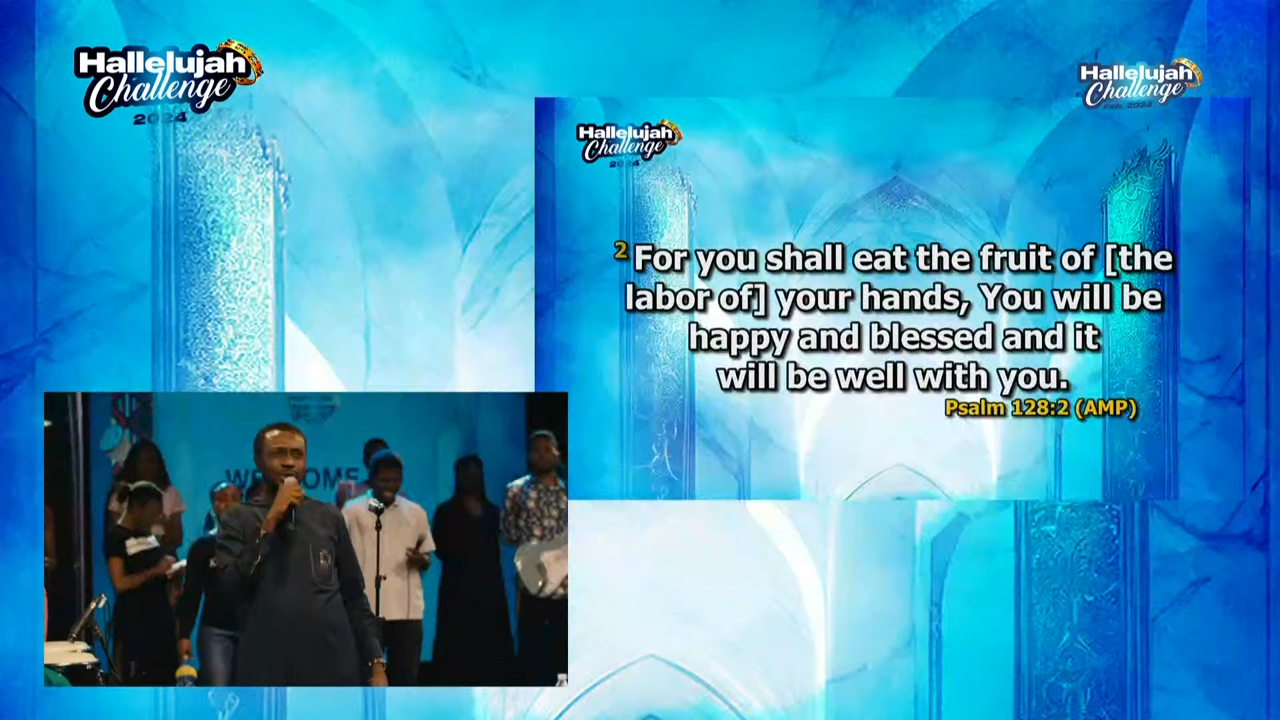 Hallelujah
Challenge
2024
Hallelujah
Challenge
Feb. 2024
Hallelujah
Challenge
2024
2 For you shall eat the fruit of [the
labor of] your hands, You will be
happy and blessed and it
will be well with you.
Psalm 128:2 (AMP)